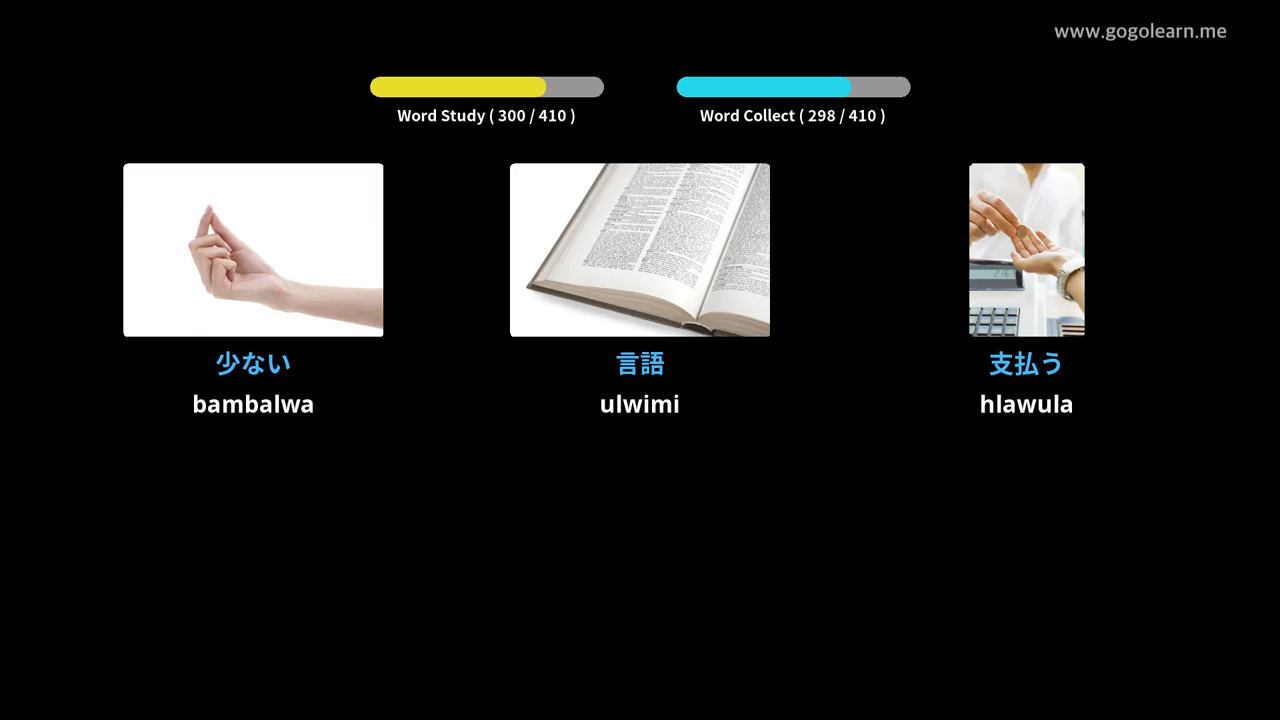 www.gogolearn.me
Word Study ( 300 / 410 )
Word Collect ( 298 / 410 )
少ない
bambalwa
言語
ulwimi
支払う
hlawula